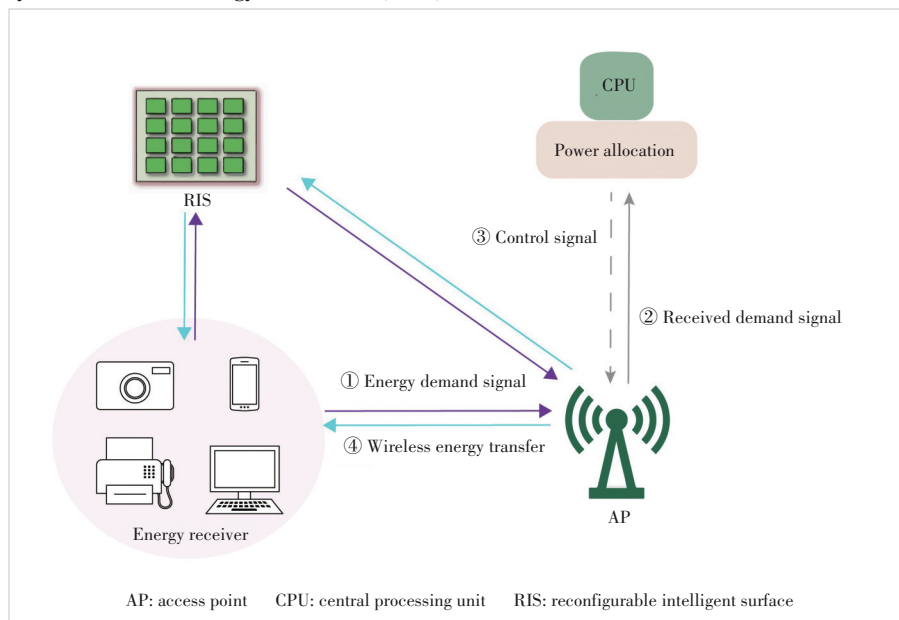 CPU
Power allocation
RIS
③ Control signal
② Received demand signal
① Energy demand signal
④ Wireless energy transfer
Energy receiver
AP
AP: access point CPU: central processing unit RIS: reconfigurable intelligent surface